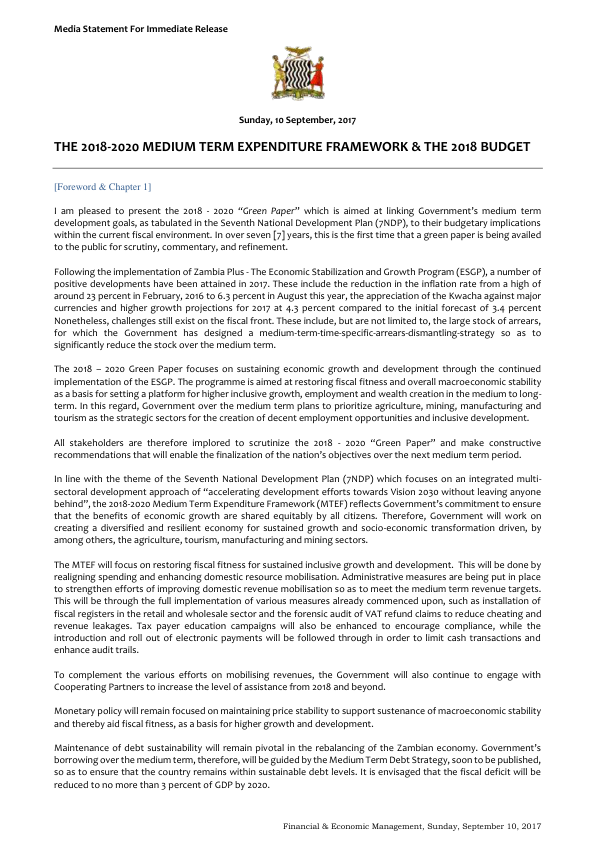 Media Statement For Immediate Release
Sunday, 10 September, 2017
THE 2018-2020 MEDIUM TERM EXPENDITURE FRAMEWORK & THE 2018 BUDGET
[Foreword & Chapter 1]
I am pleased to present the 2018 - 2020 “Green Paper” which is aimed at linking Government’s medium term
development goals, as tabulated in the Seventh National Development Plan (7NDP), to their budgetary implications
within the current fiscal environment. In over seven [7] years, this is the first time that a green paper is being availed
to the public for scrutiny, commentary, and refinement.
Following the implementation of Zambia Plus - The Economic Stabilization and Growth Program (ESGP), a number of
positive developments have been attained in 2017. These include the reduction in the inflation rate from a high of
around 23 percent in February, 2016 to 6.3 percent in August this year, the appreciation of the Kwacha against major
currencies and higher growth projections for 2017 at 4.3 percent compared to the initial forecast of 3.4 percent
Nonetheless, challenges still exist on the fiscal front. These include, but are not limited to, the large stock of arrears,
for which the Government has designed a medium-term-time-specific-arrears-dismantling-strategy so as to
significantly reduce the stock over the medium term.
The 2018 – 2020 Green Paper focuses on sustaining economic growth and development through the continued
implementation of the ESGP. The programme is aimed at restoring fiscal fitness and overall macroeconomic stability
as a basis for setting a platform for higher inclusive growth, employment and wealth creation in the medium to long-
term. In this regard, Government over the medium term plans to prioritize agriculture, mining, manufacturing and
tourism as the strategic sectors for the creation of decent employment opportunities and inclusive development.
All stakeholders are therefore implored to scrutinize the 2018 - 2020 “Green Paper” and make constructive
recommendations that will enable the finalization of the nation’s objectives over the next medium term period.
In line with the theme of the Seventh National Development Plan (7NDP) which focuses on an integrated multi-
sectoral development approach of “accelerating development efforts towards Vision 2030 without leaving anyone
behind”, the 2018-2020 Medium Term Expenditure Framework (MTEF) reflects Government’s commitment to ensure
that the benefits of economic growth are shared equitably by all citizens. Therefore, Government will work on
creating a diversified and resilient economy for sustained growth and socio-economic transformation driven, by
among others, the agriculture, tourism, manufacturing and mining sectors.
The MTEF will focus on restoring fiscal fitness for sustained inclusive growth and development. This will be done by
realigning spending and enhancing domestic resource mobilisation. Administrative measures are being put in place
to strengthen efforts of improving domestic revenue mobilisation so as to meet the medium term revenue targets.
This will be through the full implementation of various measures already commenced upon, such as installation of
fiscal registers in the retail and wholesale sector and the forensic audit of VAT refund claims to reduce cheating and
revenue leakages. Tax payer education campaigns will also be enhanced to encourage compliance, while the
introduction and roll out of electronic payments will be followed through in order to limit cash transactions and
enhance audit trails.
To complement the various efforts on mobilising revenues, the Government will also continue to engage with
Cooperating Partners to increase the level of assistance from 2018 and beyond.
Monetary policy will remain focused on maintaining price stability to support sustenance of macroeconomic stability
and thereby aid fiscal fitness, as a basis for higher growth and development.
Maintenance of debt sustainability will remain pivotal in the rebalancing of the Zambian economy. Government’s
borrowing over the medium term, therefore, will be guided by the Medium Term Debt Strategy, soon to be published,
so as to ensure that the country remains within sustainable debt levels. It is envisaged that the fiscal deficit will be
reduced to no more than 3 percent of GDP by 2020.
Financial & Economic Management, Sunday, September 10, 2017